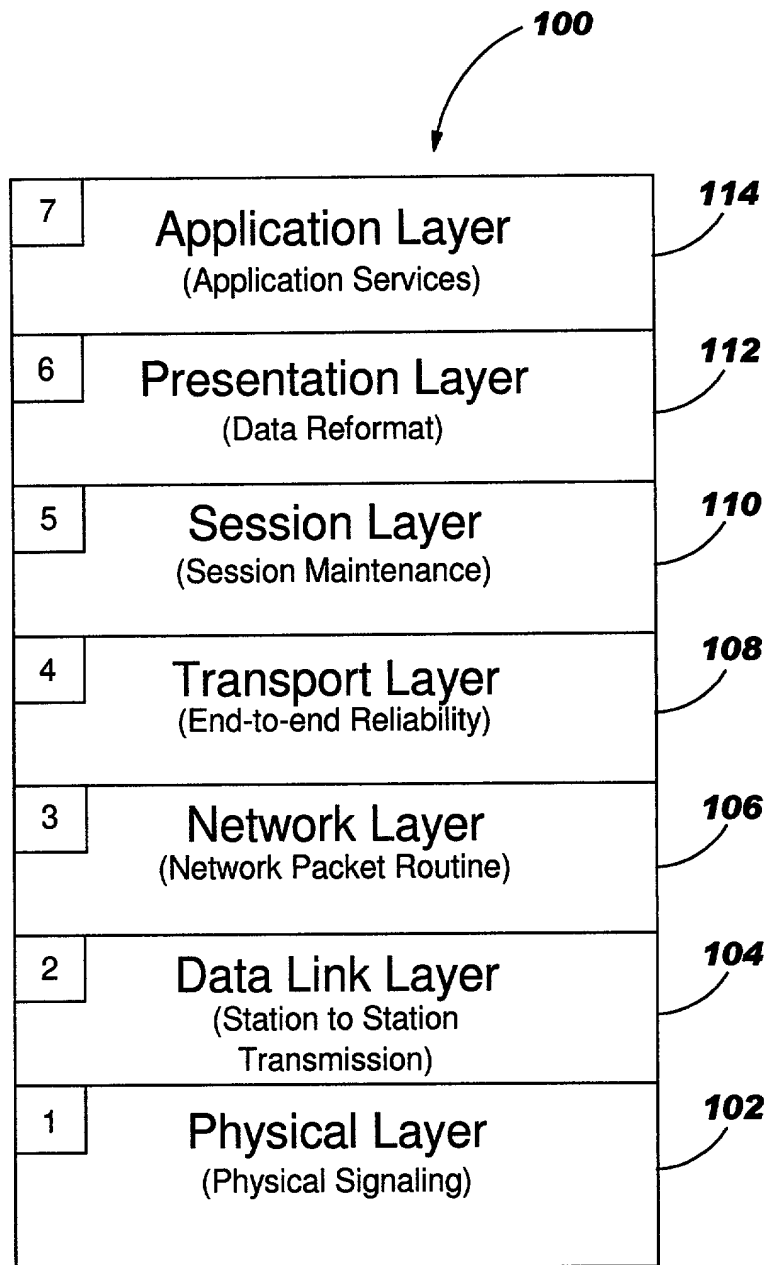 100
7
Application Layer
(Application Services)
114
6
Presentation Layer
(Data Reformat)
112
5
Session Layer
(Session Maintenance)
110
4
Transport Layer
(End-to-end Reliability)
108
3
Network Layer
(Network Packet Routine)
106
2
Data Link Layer
(Station to Station
Transmission)
104
1
Physical Layer
(Physical Signaling)
102